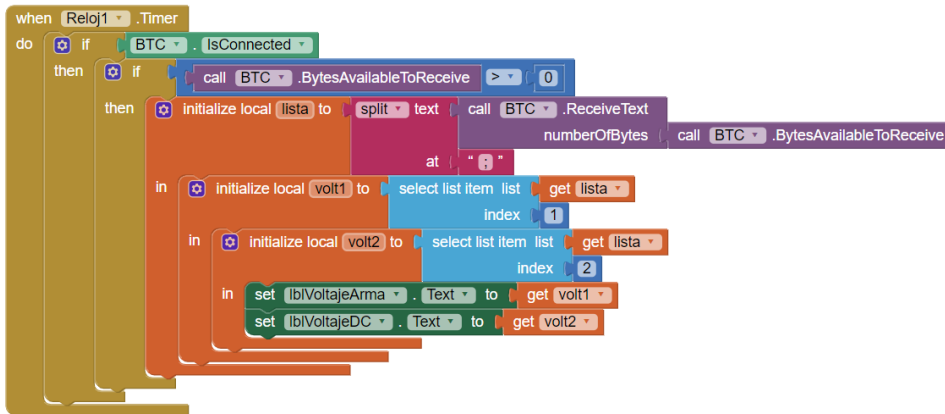 when Reloj1 .Timer
do if BTC . IsConnected
then if call BTC .BytesAvailableToReceive > 0
then initialize local lista to split text call BTC .ReceiveText
numberOfBytes call BTC .BytesAvailableToReceive
at " ; "
in initialize local volt1 to select list item list get lista
index 1
in initialize local volt2 to select list item list get lista
index 2
in set lblVoltajeArma . Text to get volt1
set lblVoltajeDC . Text to get volt2